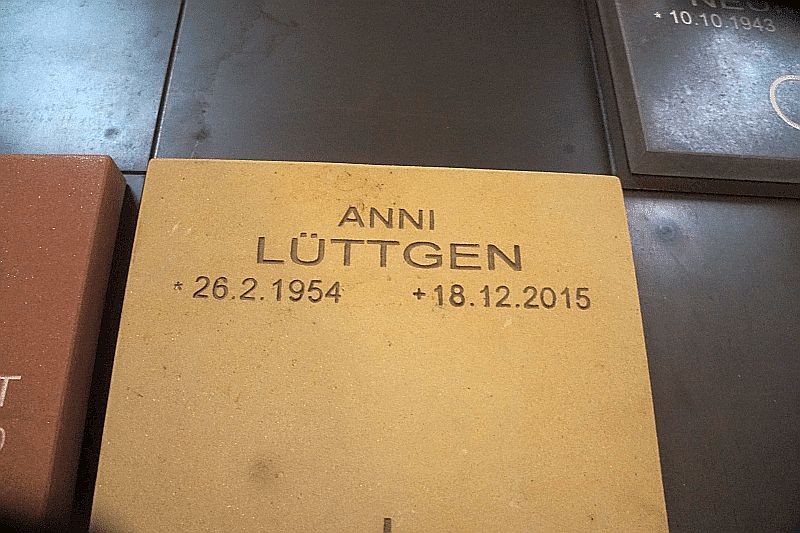 * 10.10.1943
ANNI
LÜTTGEN
* 26.2.1954 +18.12.2015